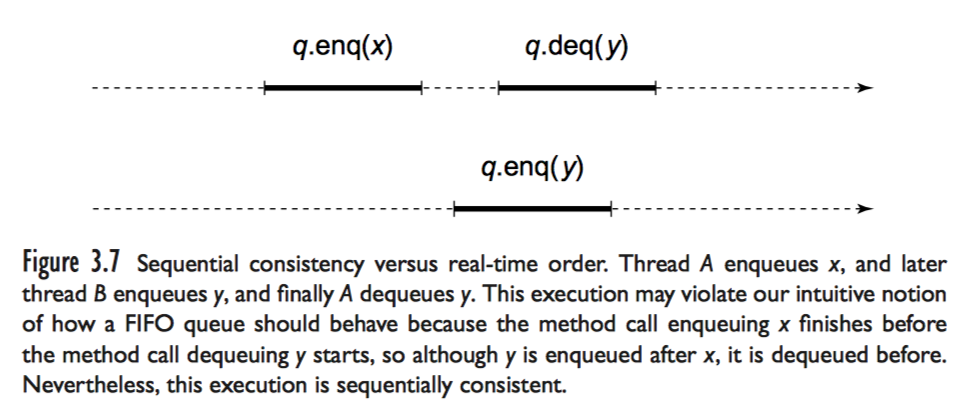 q.enq(x) q.deq(y)
q.enq(y)
Figure 3.7 Sequential consistency versus real-time order. Thread A enqueues x, and later
thread B enqueues y, and finally A dequeues y. This execution may violate our intuitive notion
of how a FIFO queue should behave because the method call enqueuing x finishes before
the method call dequeuing y starts, so although y is enqueued after x, it is dequeued before.
Nevertheless, this execution is sequentially consistent.